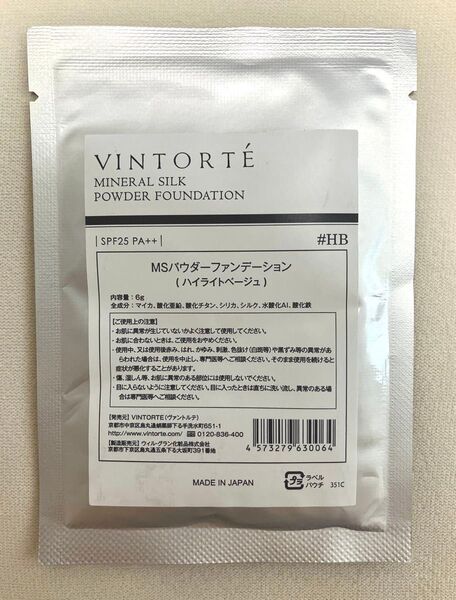 VINTORTÉ
MINERAL SILK
POWDER FOUNDATION
SPF25 PA++
#HB
MSパウダーファンデーション
(ハイライトベージュ)
内容量:6g
全成分:マイカ、酸化亜鉛、酸化チタン、シリカ、シルク、水酸化Al、酸化鉄
【ご使用上の注意】
・お肌に異常が生じていないかよく注意して使用してください。
・お肌に合わないときは、ご使用をおやめください。
・使用中、又は使用後赤み、はれ、かゆみ、刺激、色抜け(白斑等)や黒ずみ等の異常があ
らわれた場合は、使用を中止し、専門医等へご相談ください。そのまま使用を続けると
症状が悪化することがあります。
・傷、湿しん等、お肌に異常のある部位には使用しないでください。
・目に入らないように注意してください。目に入ったときは直ちに洗い流し、異常のある
場合は専門医等へご相談ください。
【発売元】VINTORTE(ヴァントルテ)
京都市中京区烏丸通蛸薬師下る手洗水町651-1
http://www.vintorte.com/ 0120-836-400
【製造販売元】ウィル・グラン化粧品株式会社
京都市下京区烏丸通五条下る大坂町391番地
4 573279 630064
MADE IN JAPAN
プラ
ラベル
パウチ
351C